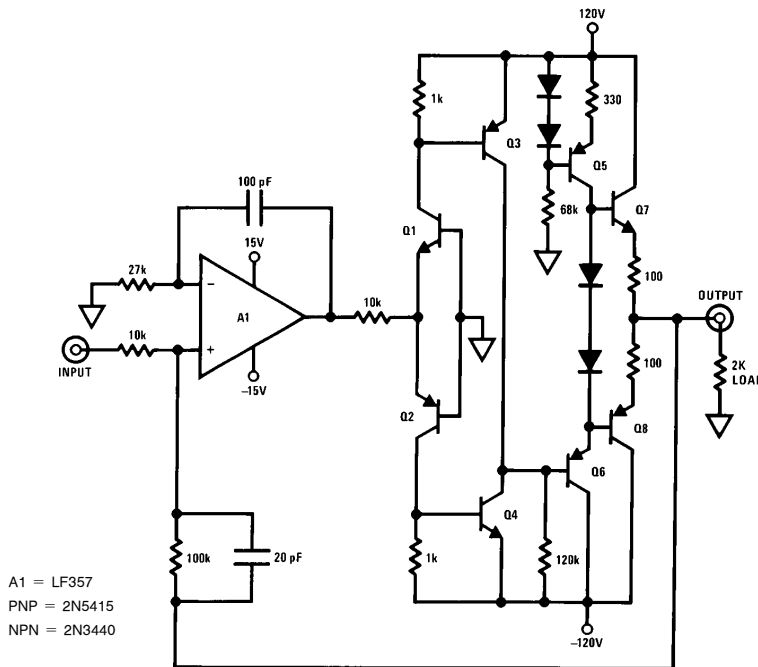 120V
1k
330
Q3
Q5
100 pF
68k
Q7
Q1
15V
27k
100
–
A1
10k
OUTPUT
10k
+
INPUT
–15V
100
2K
LOA
Q2
Q8
Q6
Q4
100k
20 pF
1k
120k
A1 = LF357
PNP = 2N5415
NPN = 2N3440
–120V